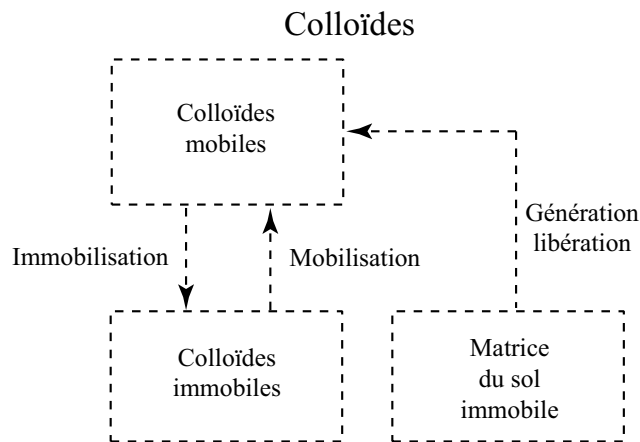 Colloïdes
Colloïdes
mobiles
Génération
libération
Immobilisation
Mobilisation
Colloïdes
immobiles
Matrice
du sol
immobile